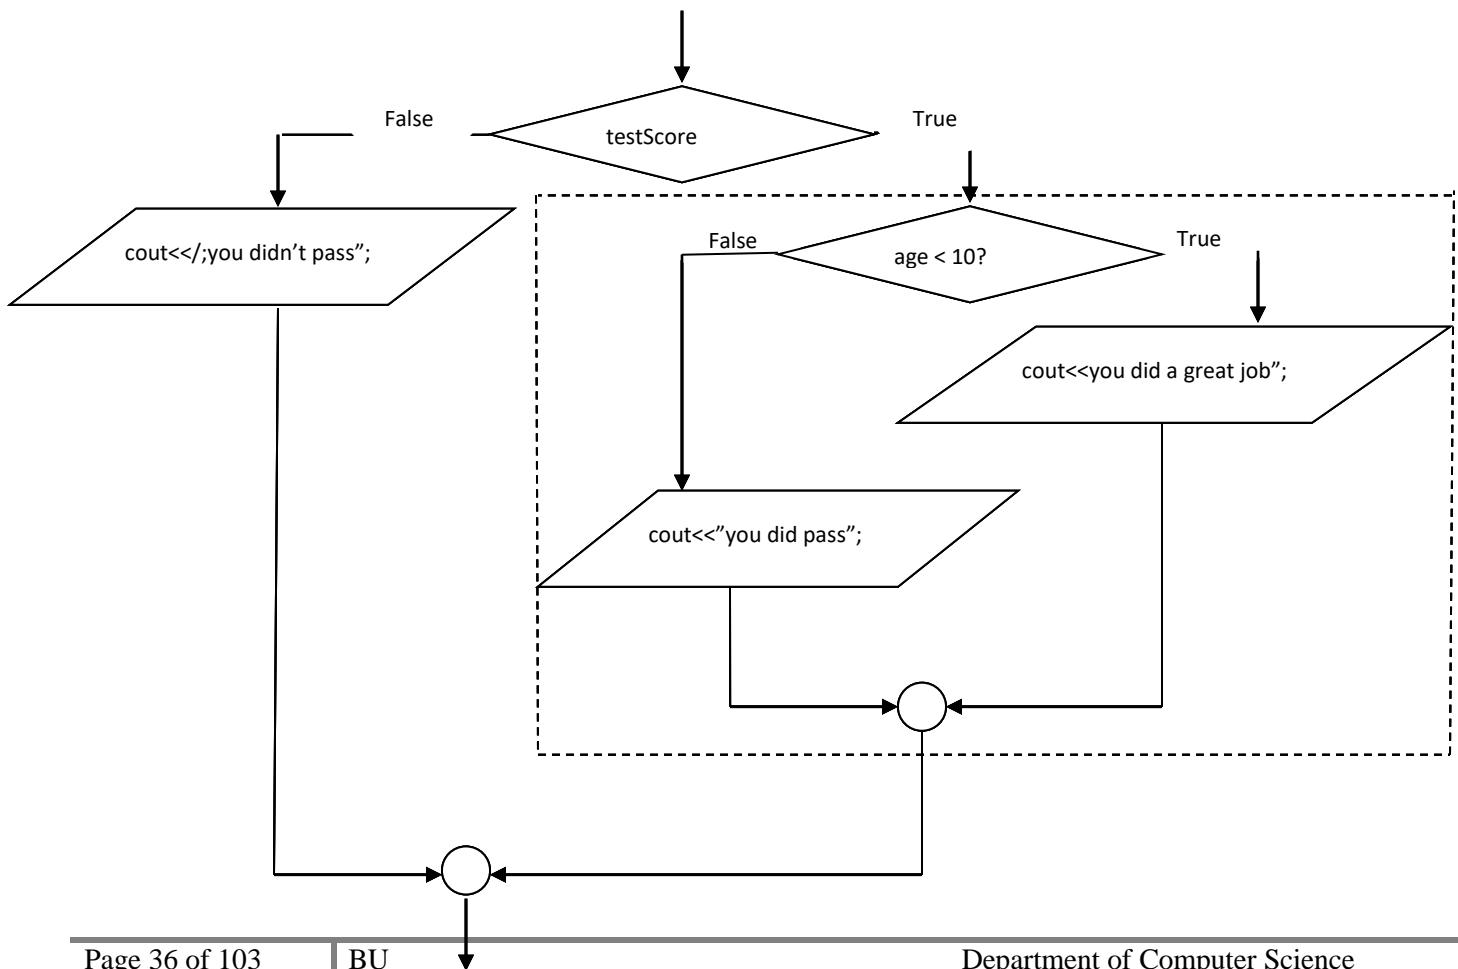 False
True
testScore
cout<</;you didn’t pass”;
False
True
age < 10?
cout<<you did a great job”;
cout<<”you did pass”;
Page 36 of 103
BU
Department of Computer Science